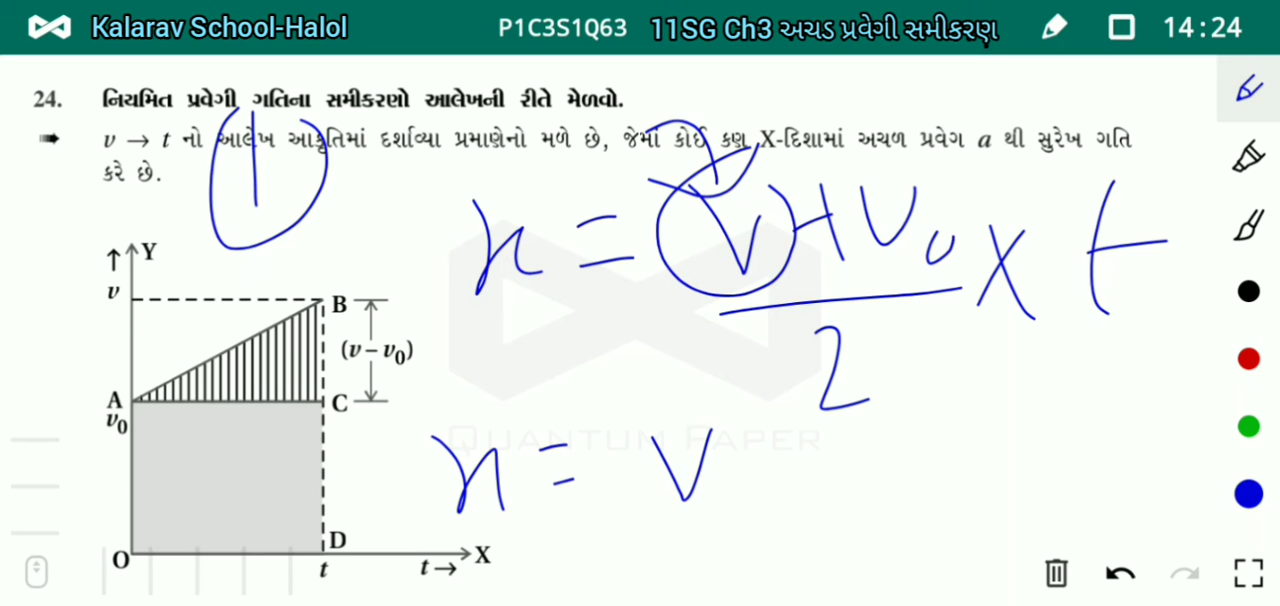 Kalarav School-Halol P1C3S1Q63 11SG Ch3 અચડ પ્રવેગી સમીકરણ 14:24
24. નિયમિત પ્રવેગી ગતિના સમીકરણો આલેખની રીતે મેળવો.
➠ v → t નો આલેખ આકૃતિમાં દર્શાવ્યા પ્રમાણેનો મળે છે, જેમાં કોઈ કણ X-દિશામાં અચળ પ્રવેગ a થી સુરેખ ગતિ
કરે છે.
1
x = V + V₀ × t
2
Y
v
B
(v – v₀)
A
C
v₀
QUANTUM PAPER
x = V
D
O
X
t
t→